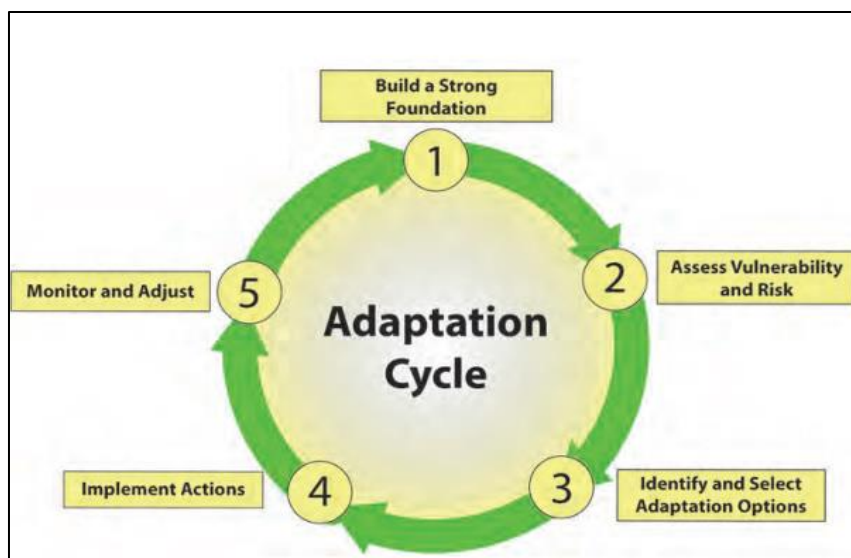 Build a Strong
Foundation
1
2
Assess Vulnerability
and Risk
Monitor and Adjust
5
Adaptation
Cycle
Implement Actions
4
3
Identify and Select
Adaptation Options